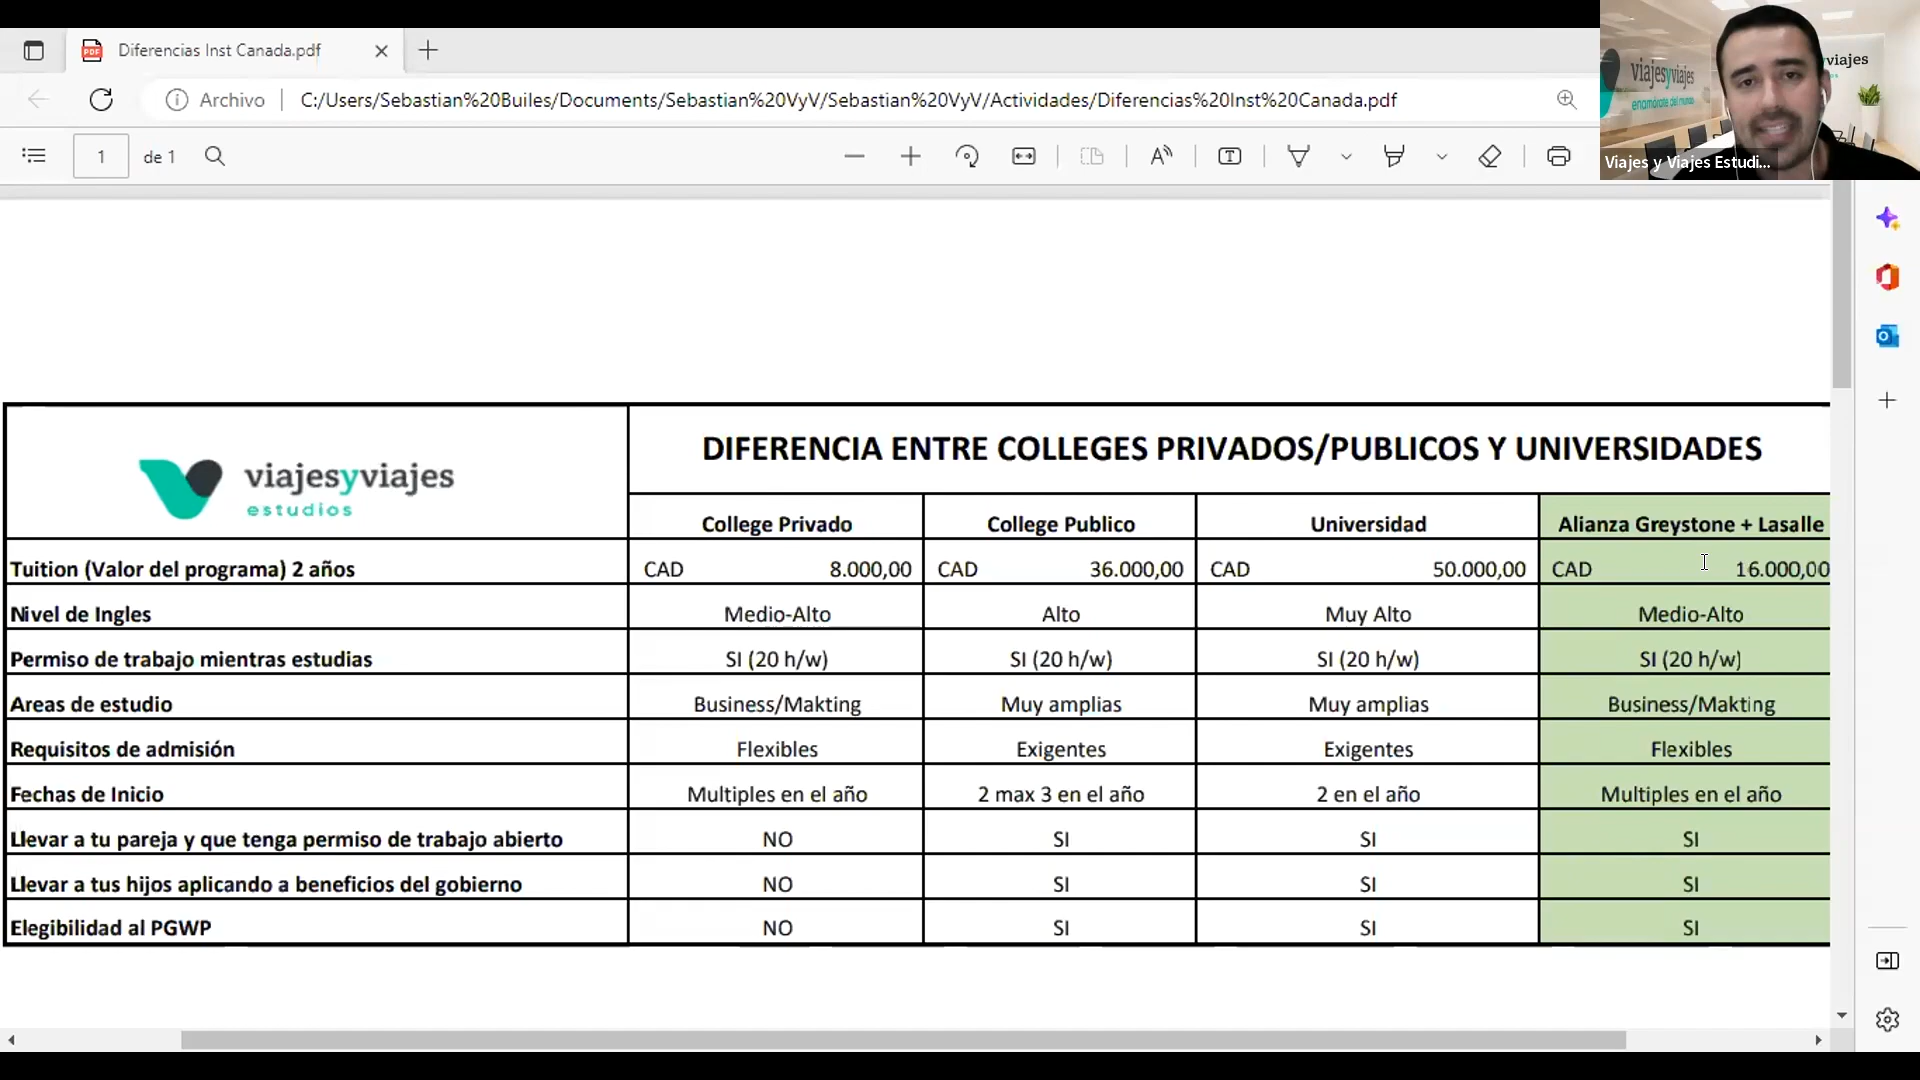 Diferencias Inst Canada.pdf
Archivo
C:/Users/Sebastian%20Builes/Documents/Sebastian%20VyV/Sebastian%20VyV/Actividades/Diferencias%20Inst%20Canada.pdf
1 de 1
viajesyviajes
enamórate del mundo
viajes
Viajes y Viajes Estudi...
viajesyviajes
estudios
DIFERENCIA ENTRE COLLEGES PRIVADOS/PUBLICOS Y UNIVERSIDADES
College Privado College Publico Universidad Alianza Greystone + Lasalle
Tuition (Valor del programa) 2 años CAD 8.000,00 CAD 36.000,00 CAD 50.000,00 CAD 16.000,00
Nivel de Ingles Medio-Alto Alto Muy Alto Medio-Alto
Permiso de trabajo mientras estudias SI (20 h/w) SI (20 h/w) SI (20 h/w) SI (20 h/w)
Areas de estudio Business/Makting Muy amplias Muy amplias Business/Makting
Requisitos de admisión Flexibles Exigentes Exigentes Flexibles
Fechas de Inicio Multiples en el año 2 max 3 en el año 2 en el año Multiples en el año
Llevar a tu pareja y que tenga permiso de trabajo abierto NO SI SI SI
Llevar a tus hijos aplicando a beneficios del gobierno NO SI SI SI
Elegibilidad al PGWP NO SI SI SI